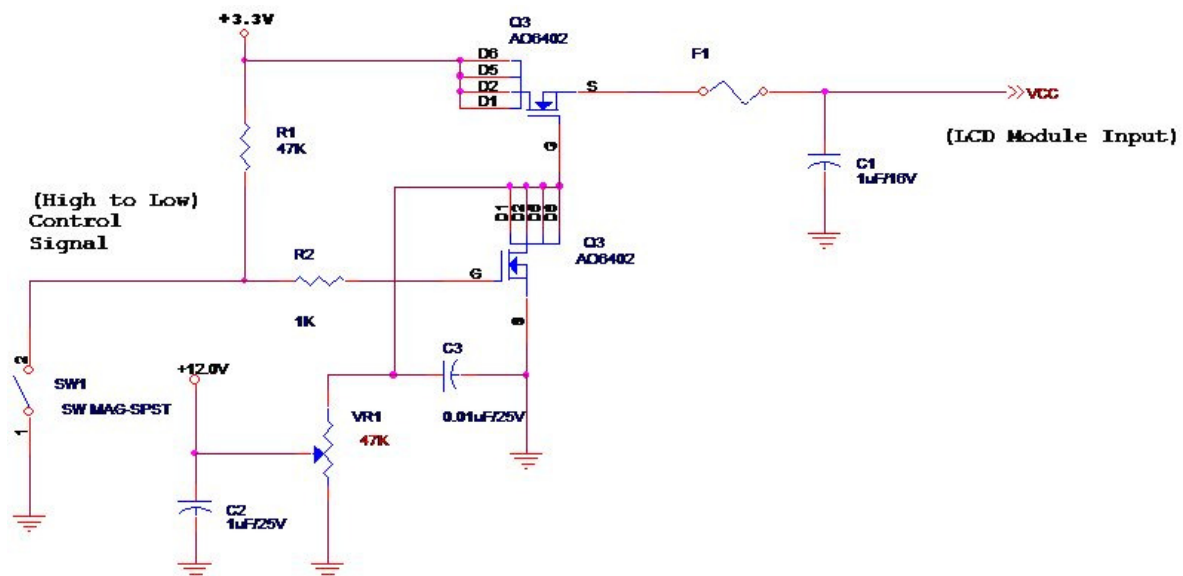 +3.3V
Q3
AO6402
D6
D5
D2
D1
S
G
F1
VCC
(LCD Module Input)
R1
47K
C1
1uF/16V
(High to Low)
Control
Signal
D1
D2
Q3
AO6402
R2
1K
G
2
SW1
SW MAG-SPST
1
+12.0V
C3
0.01uF/25V
VR1
47K
C2
1uF/25V